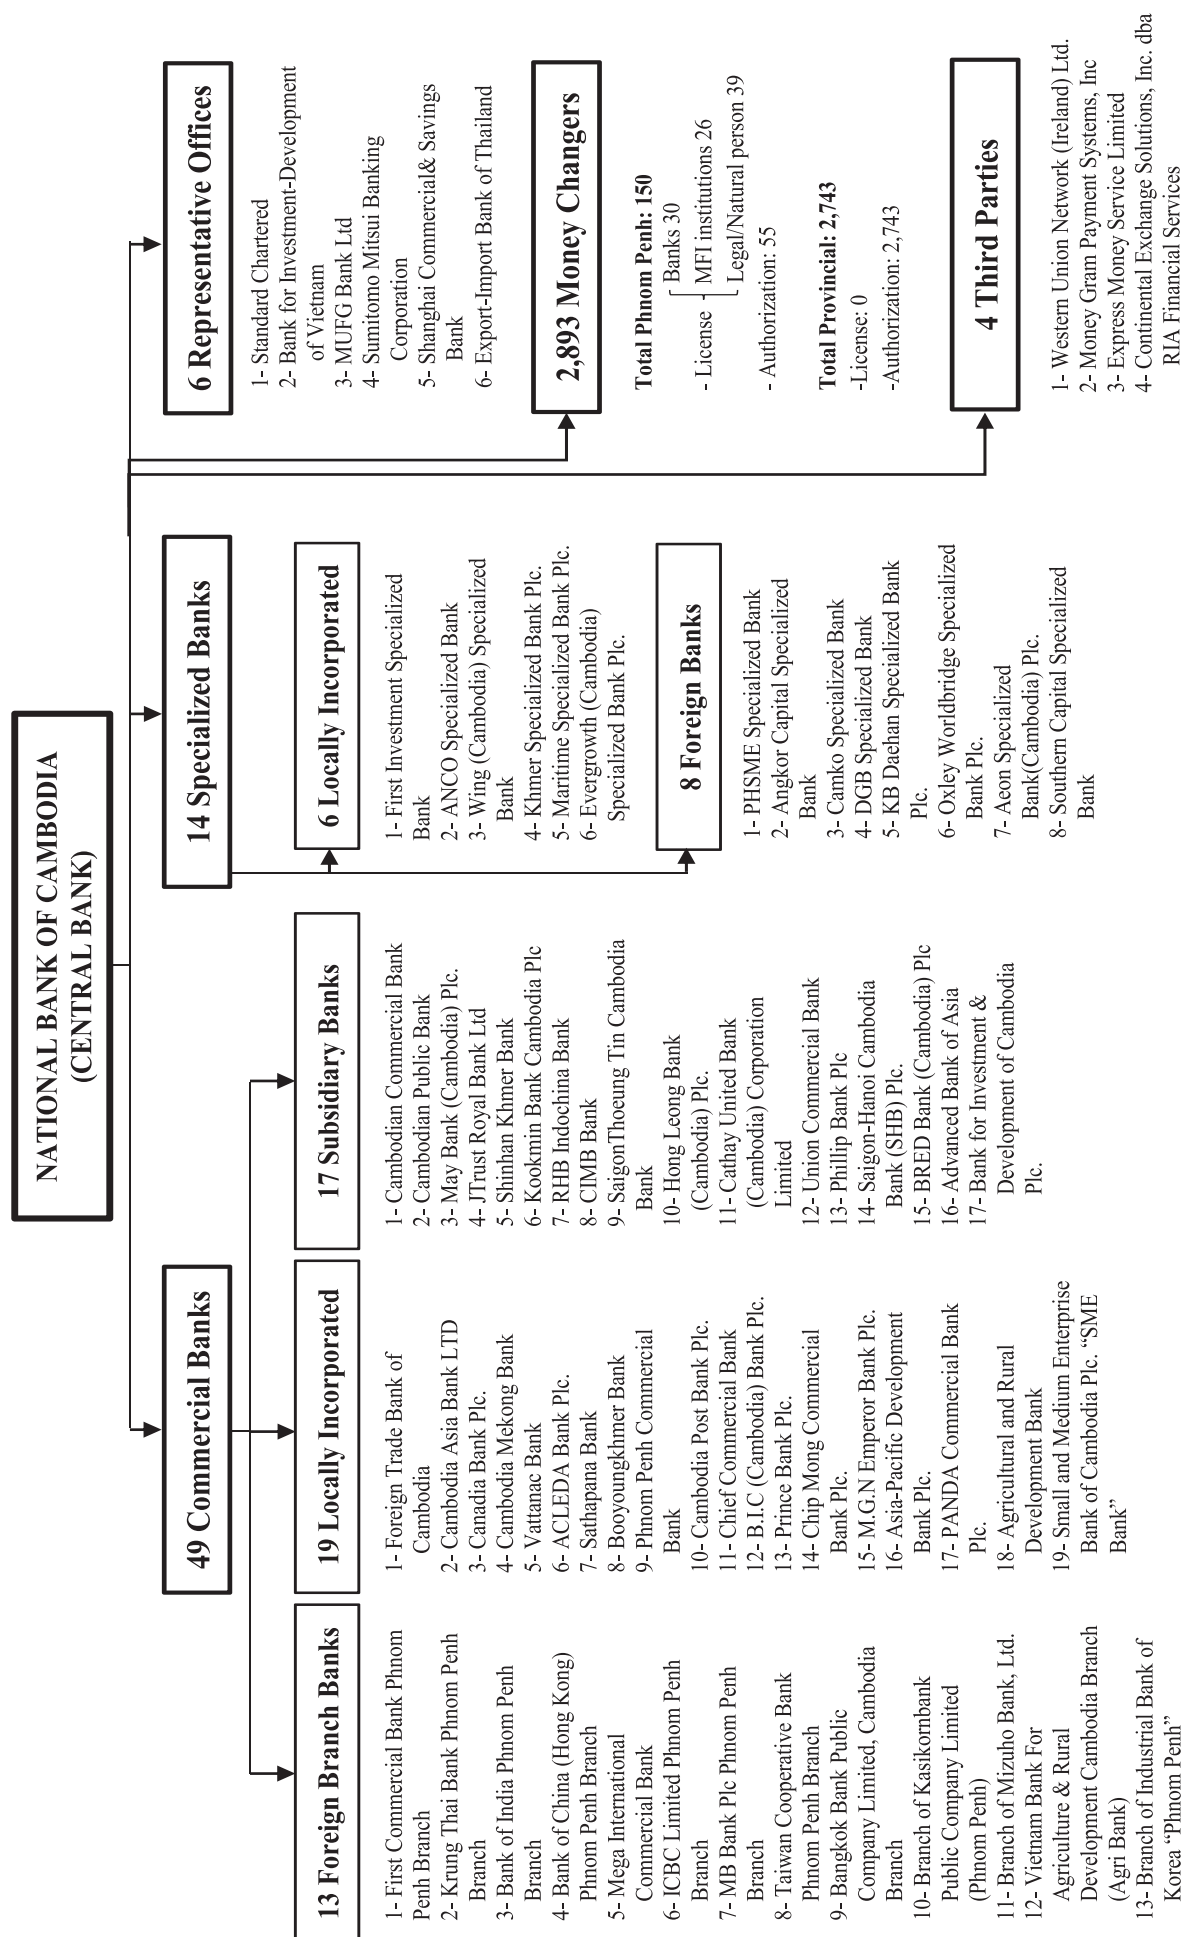 NATIONAL BANK OF CAMBODIA
(CENTRAL BANK)
49 Commercial Banks
13 Foreign Branch Banks
1- First Commercial Bank Phnom
Penh Branch
2- Krung Thai Bank Phnom Penh
Branch
3- Bank of India Phnom Penh
Branch
4- Bank of China (Hong Kong)
Phnom Penh Branch
5- Mega International
Commercial Bank
6- ICBC Limited Phnom Penh
Branch
7- MB Bank Plc Phnom Penh
Branch
8- Taiwan Cooperative Bank
Phnom Penh Branch
9- Bangkok Bank Public
Company Limited, Cambodia
Branch
10- Branch of Kasikornbank
Public Company Limited
(Phnom Penh)
11- Branch of Mizuho Bank, Ltd.
12- Vietnam Bank For
Agriculture & Rural
Development Cambodia Branch
(Agri Bank)
13- Branch of Industrial Bank of
Korea “Phnom Penh”
19 Locally Incorporated
1- Foreign Trade Bank of
Cambodia
2- Cambodia Asia Bank LTD
3- Canadia Bank Plc.
4- Cambodia Mekong Bank
5- Vattanac Bank
6- ACLEDA Bank Plc.
7- Sathapana Bank
8- Booyoungkhmer Bank
9- Phnom Penh Commercial
Bank
10- Cambodia Post Bank Plc.
11- Chief Commercial Bank
12- B.I.C (Cambodia) Bank Plc.
13- Prince Bank Plc.
14- Chip Mong Commercial
Bank Plc.
15- M.G.N Emperor Bank Plc.
16- Asia-Pacific Development
Bank Plc.
17- PANDA Commercial Bank
Plc.
18- Agricultural and Rural
Development Bank
19- Small and Medium Enterprise
Bank of Cambodia Plc. “SME
Bank”
17 Subsidiary Banks
1- Cambodian Commercial Bank
2- Cambodian Public Bank
3- May Bank (Cambodia) Plc.
4- JTrust Royal Bank Ltd
5- Shinhan Khmer Bank
6- Kookmin Bank Cambodia Plc
7- RHB Indochina Bank
8- CIMB Bank
9- SaigonThoeung Tin Cambodia
Bank
10- Hong Leong Bank
(Cambodia) Plc.
11- Cathay United Bank
(Cambodia) Corporation
Limited
12- Union Commercial Bank
13- Phillip Bank Plc
14- Saigon-Hanoi Cambodia
Bank (SHB) Plc.
15- BRED Bank (Cambodia) Plc
16- Advanced Bank of Asia
17- Bank for Investment &
Development of Cambodia
Plc.
14 Specialized Banks
6 Locally Incorporated
1- First Investment Specialized
Bank
2- ANCO Specialized Bank
3- Wing (Cambodia) Specialized
Bank
4- Khmer Specialized Bank Plc.
5- Maritime Specialized Bank Plc.
6- Evergrowth (Cambodia)
Specialized Bank Plc.
8 Foreign Banks
1- PHSME Specialized Bank
2- Angkor Capital Specialized
Bank
3- Camko Specialized Bank
4- DGB Specialized Bank
5- KB Daehan Specialized Bank
Plc.
6- Oxley Worldbridge Specialized
Bank Plc.
7- Aeon Specialized
Bank(Cambodia) Plc.
8- Southern Capital Specialized
Bank
6 Representative Offices
1- Standard Chartered
2- Bank for Investment-Development
of Vietnam
3- MUFG Bank Ltd
4- Sumitomo Mitsui Banking
Corporation
5- Shanghai Commercial& Savings
Bank
6- Export-Import Bank of Thailand
2,893 Money Changers
Total Phnom Penh: 150
Banks 30
- License - MFI institutions 26
Legal/Natural person 39
- Authorization: 55
Total Provincial: 2,743
-License: 0
-Authorization: 2,743
4 Third Parties
1- Western Union Network (Ireland) Ltd.
2- Money Gram Payment Systems, Inc
3- Express Money Service Limited
4- Continental Exchange Solutions, Inc. dba
RIA Financial Services